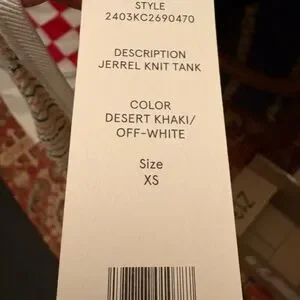 STYLE
2403KC2690470
DESCRIPTION
JERREL KNIT TANK
COLOR
DESERT KHAKI/
OFF-WHITE
Size
XS